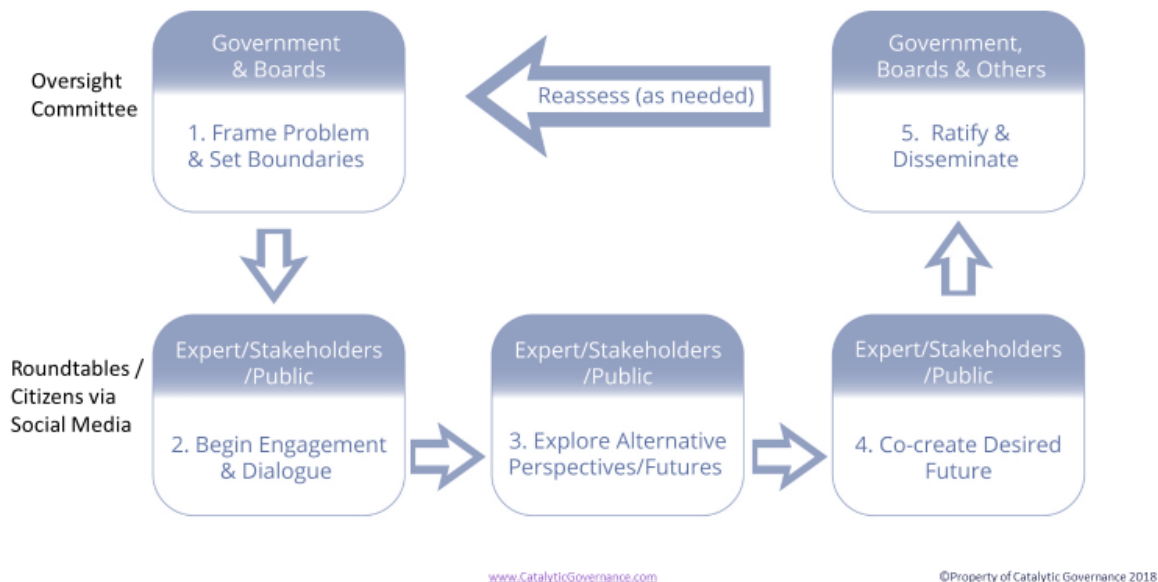 Oversight
Committee
Government
& Boards
1. Frame Problem
& Set Boundaries
Reassess (as needed)
Government,
Boards & Others
5. Ratify &
Disseminate
Roundtables /
Citizens via
Social Media
Expert/Stakeholders
/Public
2. Begin Engagement
& Dialogue
Expert/Stakeholders
/Public
3. Explore Alternative
Perspectives/Futures
Expert/Stakeholders
/Public
4. Co-create Desired
Future
www.CatalyticGovernance.com
©Property of Catalytic Governance 2018